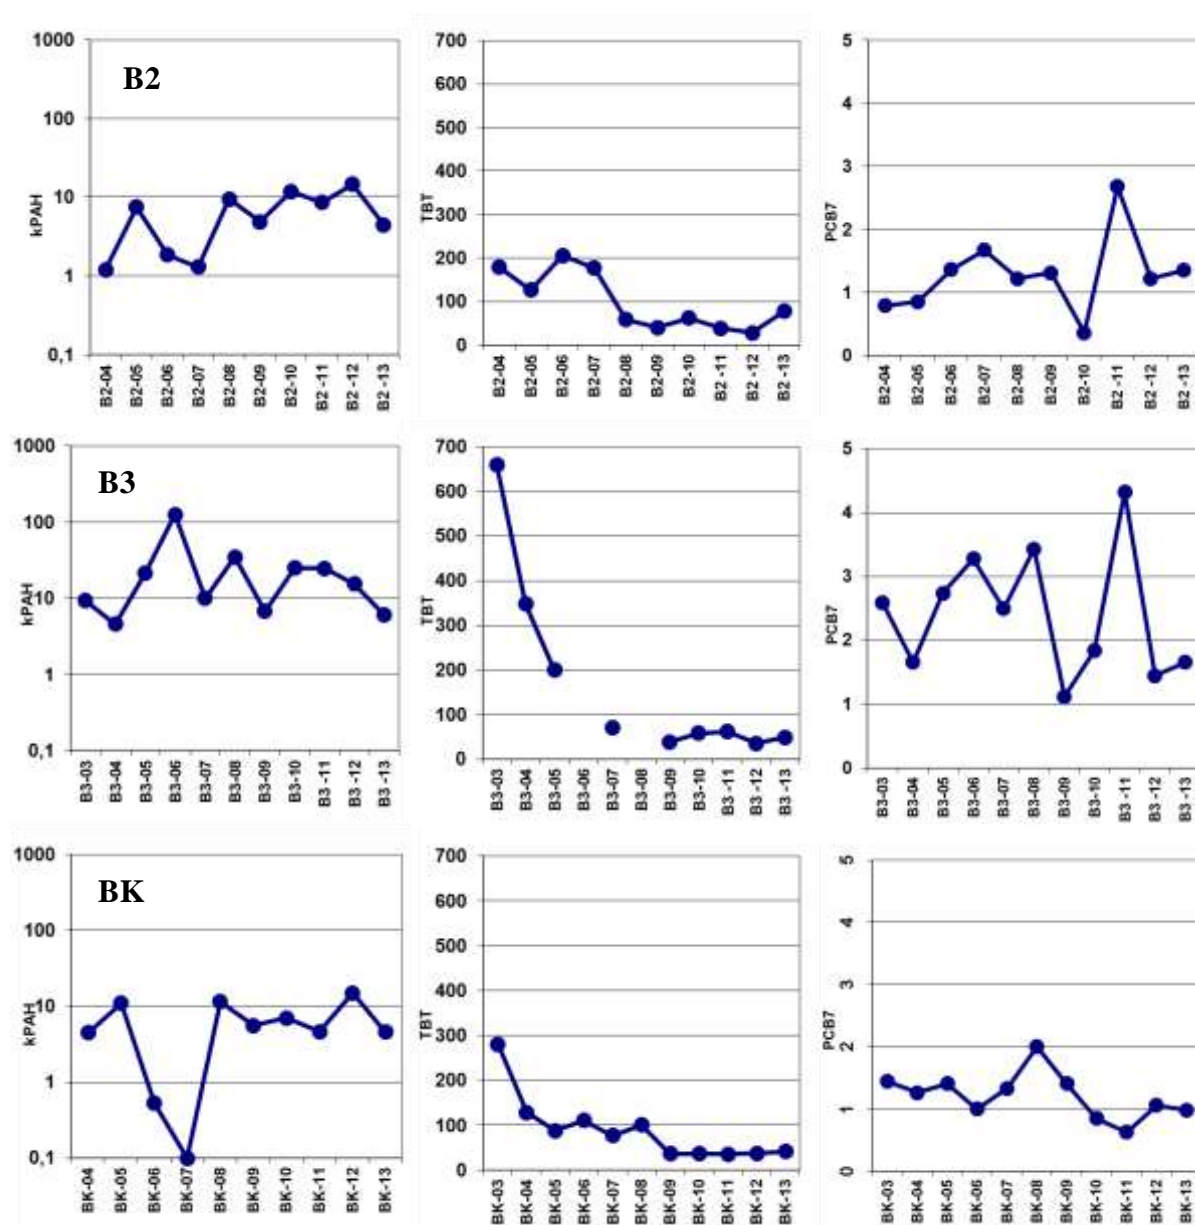 B2
kPAH
1000
100
10
1
0,1
B2-04
B2-05
B2-06
B2-07
B2-08
B2-09
B2-10
B2 -11
B2 -12
B2 -13
TBT
700
600
500
400
300
200
100
0
B2-04
B2-05
B2-06
B2-07
B2-08
B2-09
B2-10
B2 -11
B2 -12
B2 -13
PCB7
5
4
3
2
1
0
B2-04
B2-05
B2-06
B2-07
B2-08
B2-09
B2-10
B2 -11
B2 -12
B2 -13
B3
kPAH
1000
100
10
1
0,1
B3-03
B3-04
B3-05
B3-06
B3-07
B3-08
B3-09
B3-10
B3 -11
B3 -12
B3 -13
TBT
700
600
500
400
300
200
100
0
B3-03
B3-04
B3-05
B3-06
B3-07
B3-08
B3-09
B3-10
B3 -11
B3 -12
B3 -13
PCB7
5
4
3
2
1
0
B3-03
B3-04
B3-05
B3-06
B3-07
B3-08
B3-09
B3-10
B3 -11
B3 -12
B3 -13
BK
kPAH
1000
100
10
1
0,1
BK-04
BK-05
BK-06
BK-07
BK-08
BK-09
BK-10
BK-11
BK-12
BK-13
TBT
700
600
500
400
300
200
100
0
BK-03
BK-04
BK-05
BK-06
BK-07
BK-08
BK-09
BK-10
BK-11
BK-12
BK-13
PCB7
5
4
3
2
1
0
BK-03
BK-04
BK-05
BK-06
BK-07
BK-08
BK-09
BK-10
BK-11
BK-12
BK-13